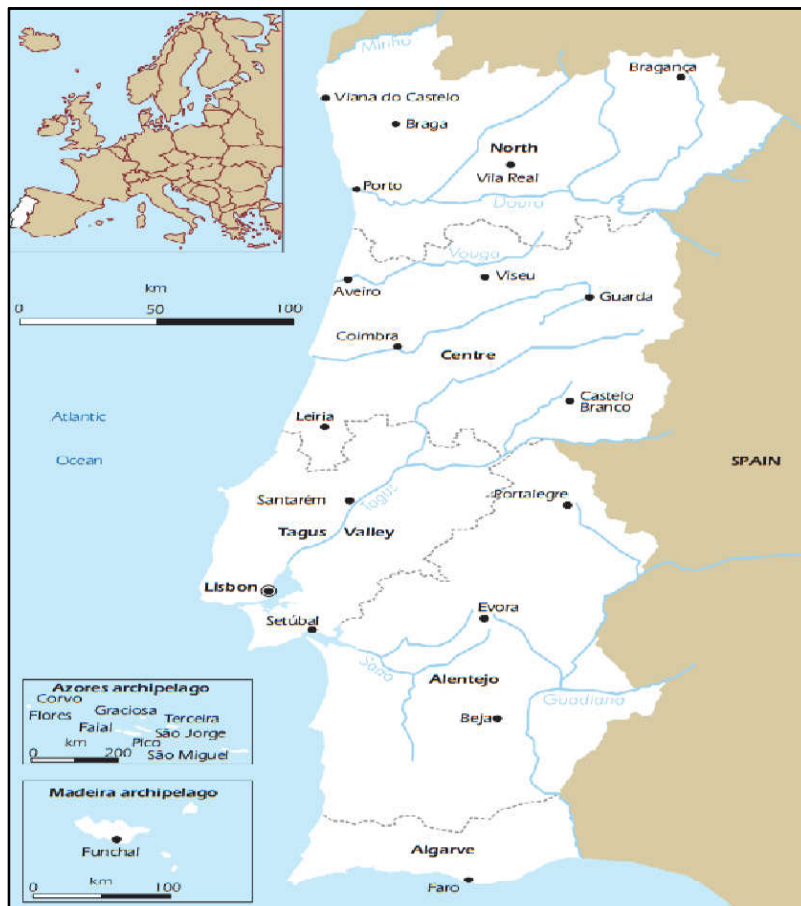 Minho
Bragança
Viana do Castelo
Braga
North
Vila Real
Porto
Douro
Vouga
km
0 50 100
Aveiro
Viseu
Guarda
Coimbra
Centre
Castelo
Branco
Leiria
Atlantic
Ocean
SPAIN
Santarém
Tagus
Portalegre
Tagus Valley
Lisbon
Evora
Setúbal
Sado
Alentejo
Guadiana
Beja
Azores archipelago
Corvo
Flores
Graciosa
Terceira
Faial
São Jorge
km
Pico
0 200
São Miguel
Madeira archipelago
Funchal
km
0 100
Algarve
Faro